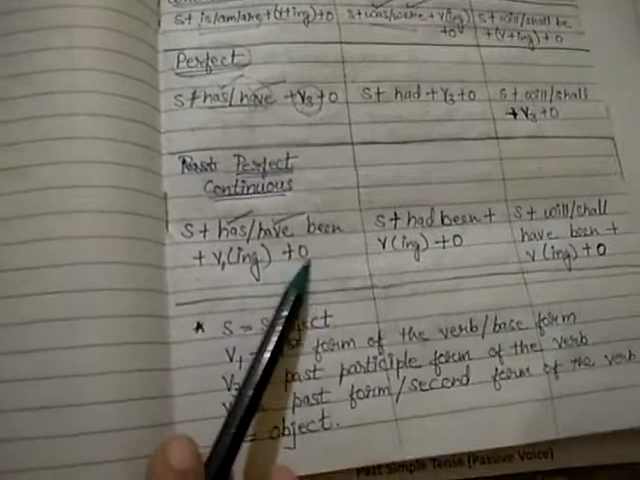 s+ is/am/are+(v+ing)+o s+was/were+v(ing) s+will/shall be
+o +(v+ing)+o
Perfect
s+has/have +v3+o s+ had+v3+o s+ will/shall
+v3+o
Perfect
Continuous
s+ has/have been s+had been+ s+ will/shall
+v1(ing) +o v(ing)+o have been+
v(ing)+o
* s=
V1 form of the verb/base form
past participle form of the verb
past form/second form of the verb
= object.
Past Simple Tense (Passive Voice)